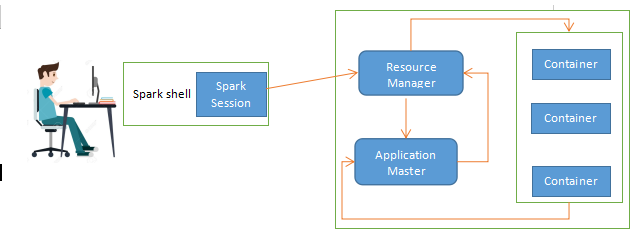 Spark shell
Spark
Session
Resource
Manager
Application
Master
Container
Container
Container